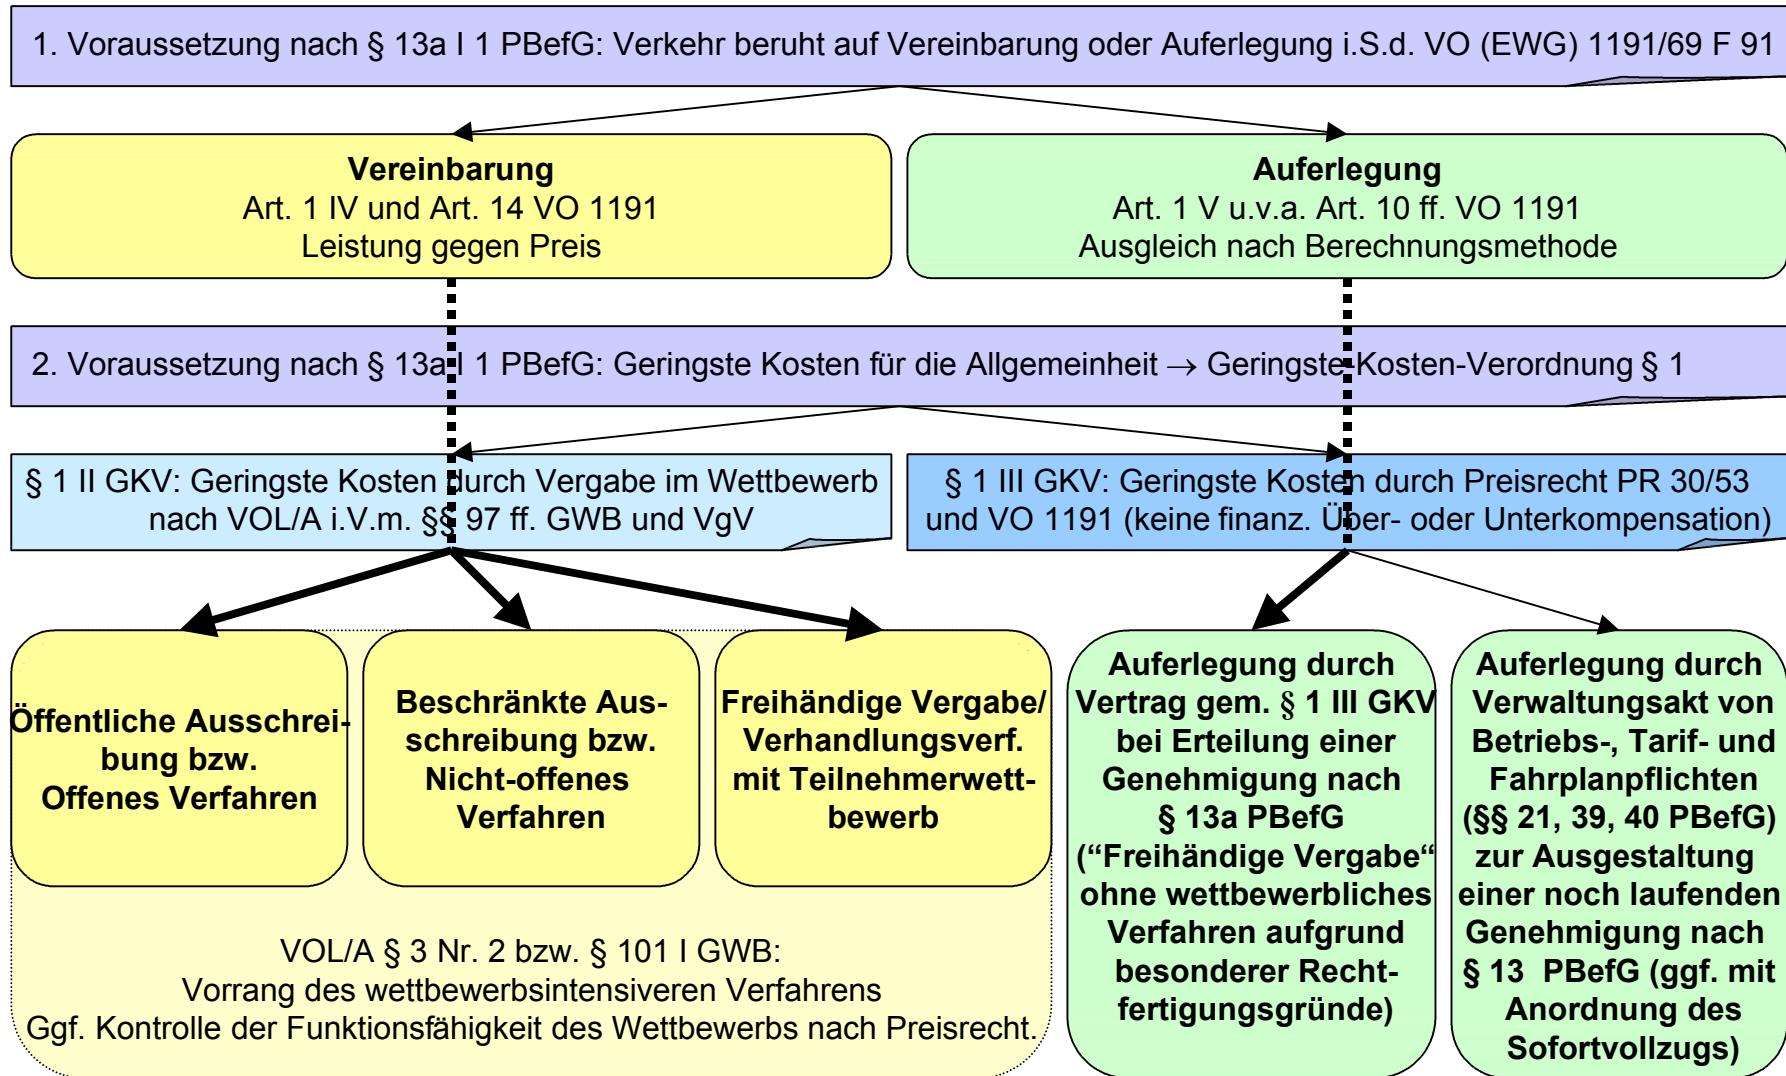 1. Voraussetzung nach § 13a I 1 PBefG: Verkehr beruht auf Vereinbarung oder Auferlegung i.S.d. VO (EWG) 1191/69 F 91
Vereinbarung
Art. 1 IV und Art. 14 VO 1191
Leistung gegen Preis
Auferlegung
Art. 1 V u.v.a. Art. 10 ff. VO 1191
Ausgleich nach Berechnungsmethode
2. Voraussetzung nach § 13a I 1 PBefG: Geringste Kosten für die Allgemeinheit → Geringste-Kosten-Verordnung § 1
§ 1 II GKV: Geringste Kosten durch Vergabe im Wettbewerb
nach VOL/A i.V.m. §§ 97 ff. GWB und VgV
§ 1 III GKV: Geringste Kosten durch Preisrecht PR 30/53
und VO 1191 (keine finanz. Über- oder Unterkompensation)
Öffentliche Ausschrei-
bung bzw.
Offenes Verfahren
Beschränkte Aus-
schreibung bzw.
Nicht-offenes
Verfahren
Freihändige Vergabe/
Verhandlungsverf.
mit Teilnehmerwett-
bewerb
VOL/A § 3 Nr. 2 bzw. § 101 I GWB:
Vorrang des wettbewerbsintensiveren Verfahrens
Ggf. Kontrolle der Funktionsfähigkeit des Wettbewerbs nach Preisrecht.
Auferlegung durch
Vertrag gem. § 1 III GKV
bei Erteilung einer
Genehmigung nach
§ 13a PBefG
(“Freihändige Vergabe“
ohne wettbewerbliches
Verfahren aufgrund
besonderer Recht-
fertigungsgründe)
Auferlegung durch
Verwaltungsakt von
Betriebs-, Tarif- und
Fahrplanpflichten
(§§ 21, 39, 40 PBefG)
zur Ausgestaltung
einer noch laufenden
Genehmigung nach
§ 13 PBefG (ggf. mit
Anordnung des
Sofortvollzugs)